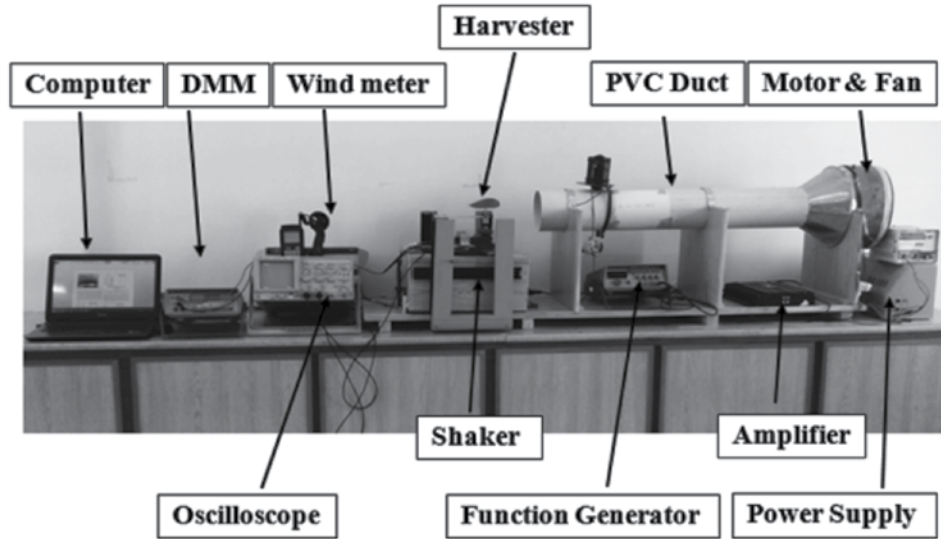 Harvester
Computer
DMM
Wind meter
PVC Duct
Motor & Fan
Shaker
Amplifier
Oscilloscope
Function Generator
Power Supply